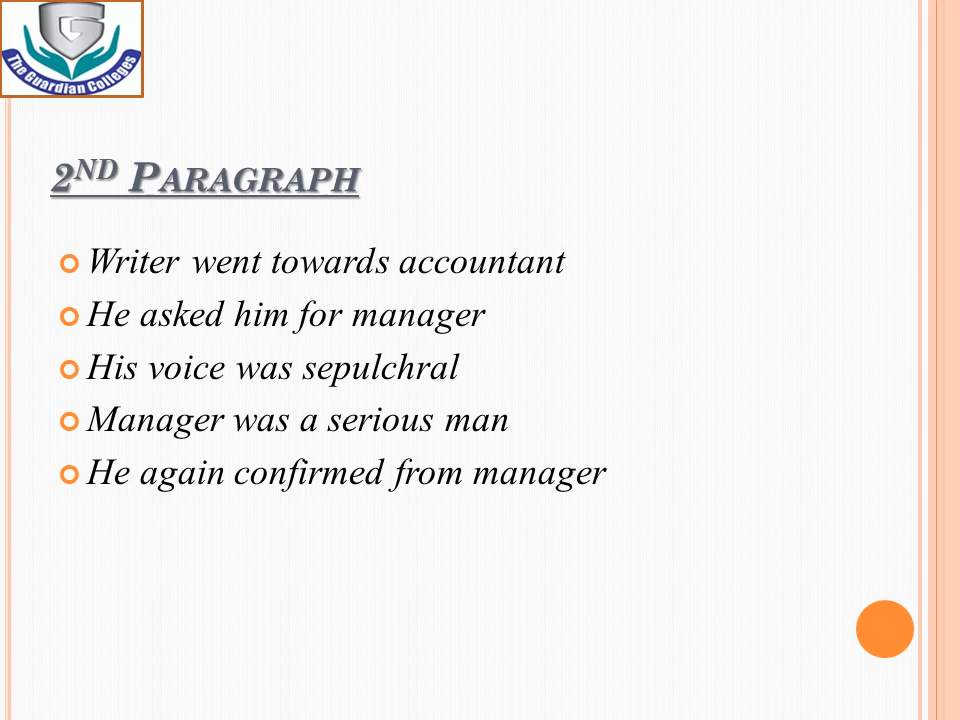 G
The Guardian Colleges
2ND PARAGRAPH
Writer went towards accountant
He asked him for manager
His voice was sepulchral
Manager was a serious man
He again confirmed from manager